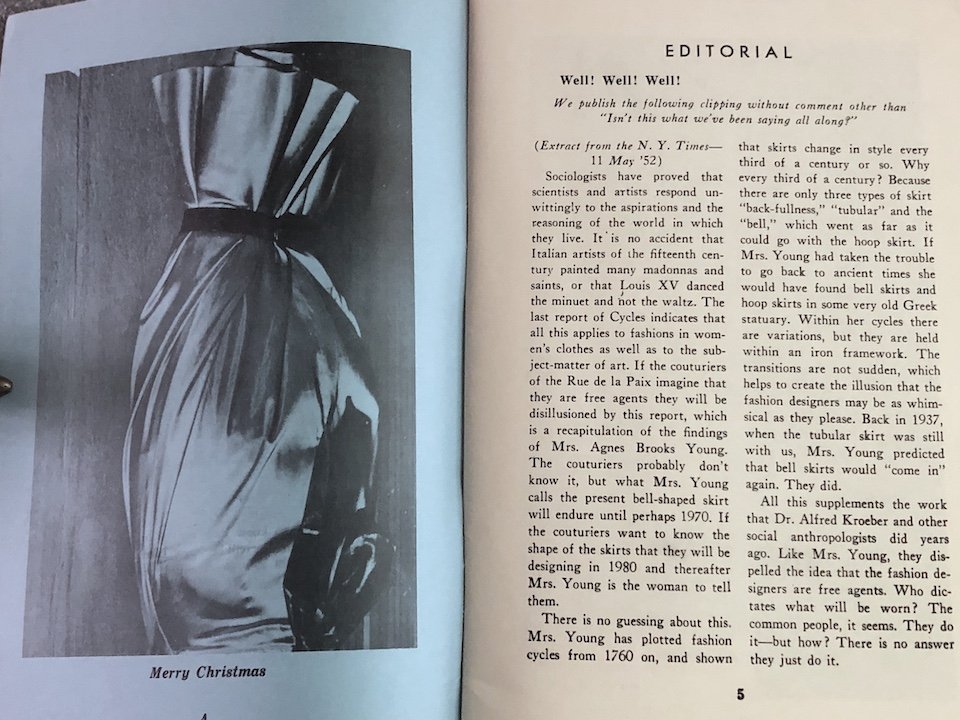 Merry Christmas
EDITORIAL
Well! Well! Well!
We publish the following clipping without comment other than
"Isn't this what we've been saying all along?"
(Extract from the N. Y. Times—
11 May '52)
Sociologists have proved that
scientists and artists respond un-
wittingly to the aspirations and the
reasoning of the world in which
they live. It is no accident that
Italian artists of the fifteenth cen-
tury painted many madonnas and
saints, or that Louis XV danced
the minuet and not the waltz. The
last report of Cycles indicates that
all this applies to fashions in wom-
en's clothes as well as to the sub-
ject-matter of art. If the couturiers
of the Rue de la Paix imagine that
they are free agents they will be
disillusioned by this report, which
is a recapitulation of the findings
of Mrs. Agnes Brooks Young.
The couturiers probably don't
know it, but what Mrs. Young
calls the present bell-shaped skirt
will endure until perhaps 1970. If
the couturiers want to know the
shape of the skirts that they will be
designing in 1980 and thereafter
Mrs. Young is the woman to tell
them.
There is no guessing about this.
Mrs. Young has plotted fashion
cycles from 1760 on, and shown
that skirts change in style every
third of a century or so. Why
every third of a century? Because
there are only three types of skirt
"back-fullness," "tubular" and the
"bell," which went as far as it
could go with the hoop skirt. If
Mrs. Young had taken the trouble
to go back to ancient times she
would have found bell skirts and
hoop skirts in some very old Greek
statuary. Within her cycles there
are variations, but they are held
within an iron framework. The
transitions are not sudden, which
helps to create the illusion that the
fashion designers may be as whim-
sical as they please. Back in 1937,
when the tubular skirt was still
with us, Mrs. Young predicted
that bell skirts would "come in"
again. They did.
All this supplements the work
that Dr. Alfred Kroeber and other
social anthropologists did years
ago. Like Mrs. Young, they dis-
pelled the idea that the fashion de-
signers are free agents. Who dic-
tates what will be worn? The
common people, it seems. They do
it—but how? There is no answer
they just do it.
5